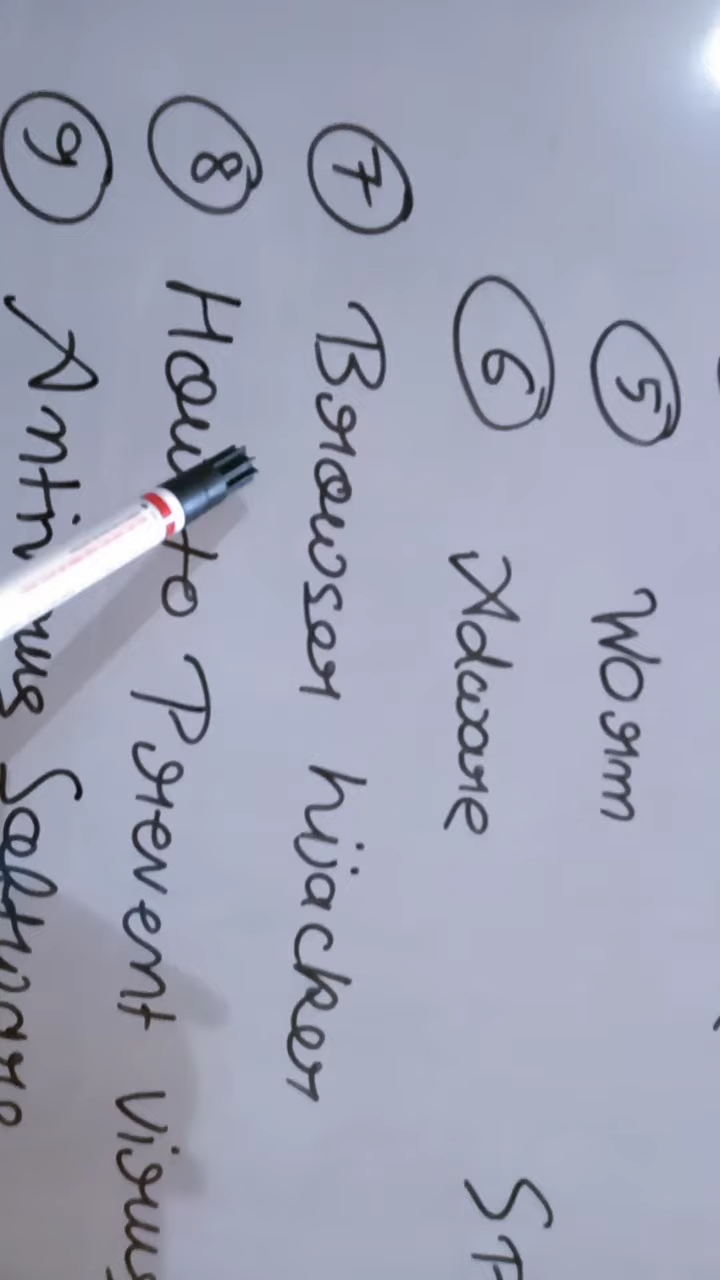 5 Worm
6 Adware
7 Browser hijacker
8 How to Prevent Virus
9 Antivirus Software